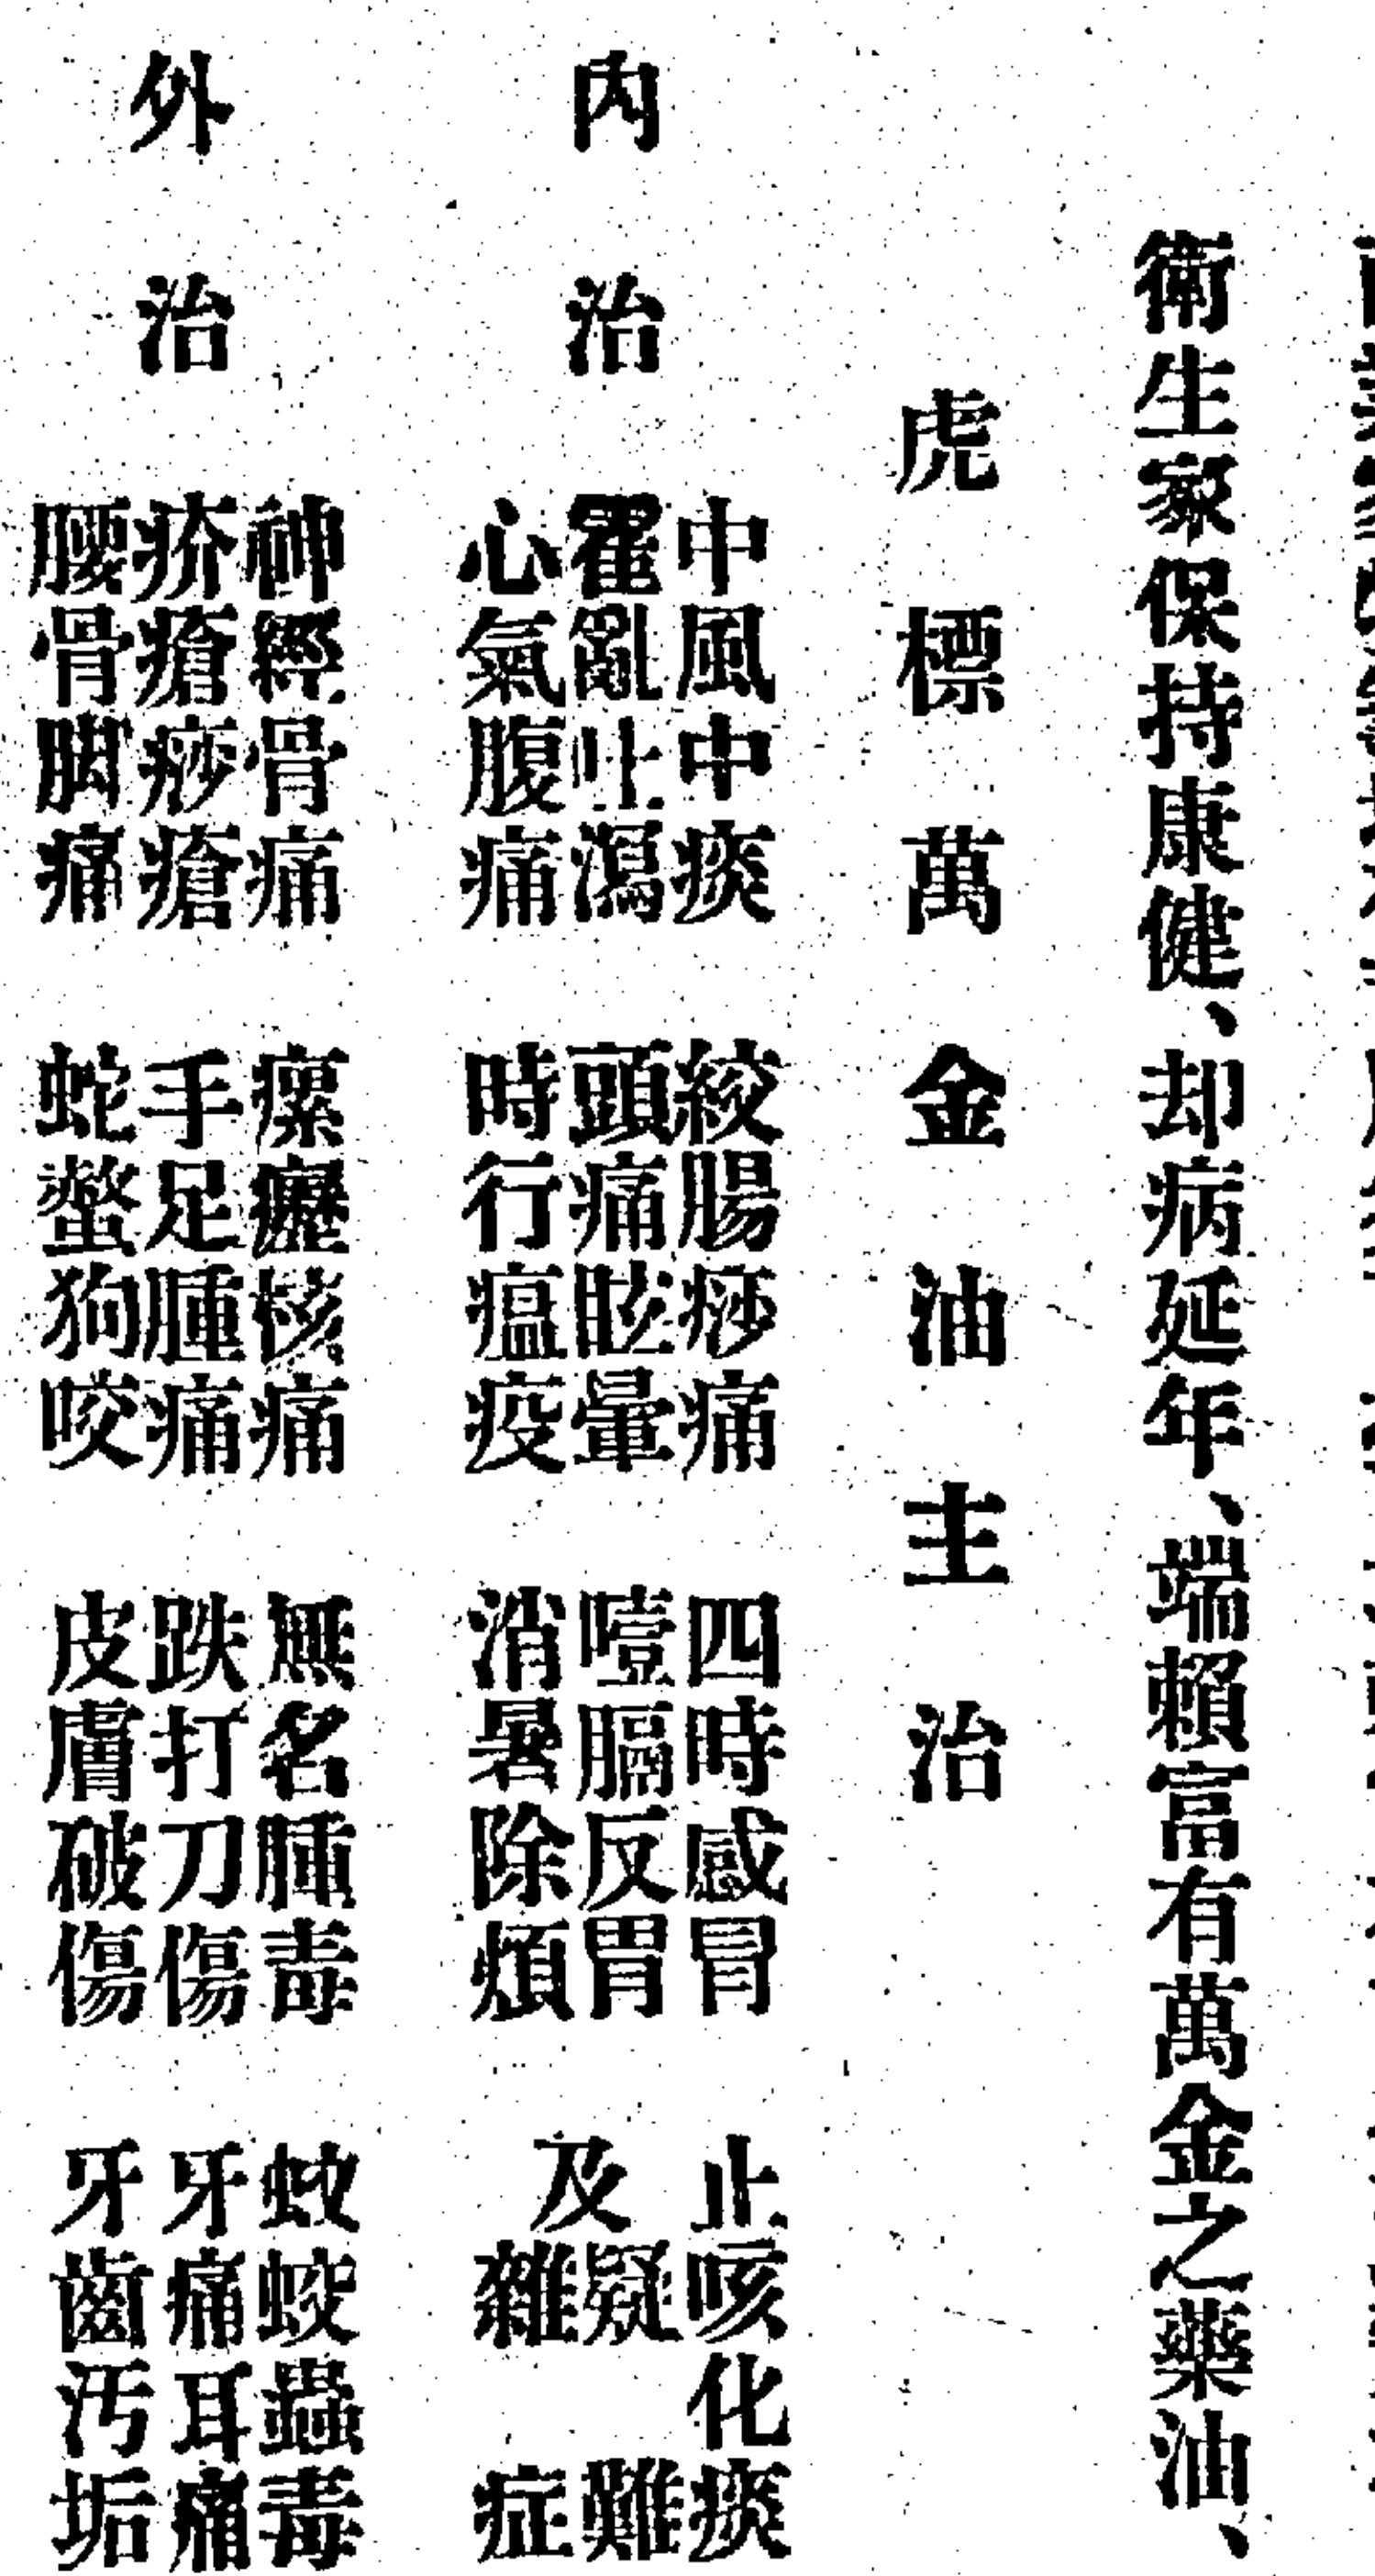 衛生家保持康健、却病延年、端賴富有萬金之藥油、
虎標萬金油主治
內治
中風中痰 絞腸痧痛 四時感冒 止咳化痰
霍亂吐瀉 頭痛眩暈 噎膈反胃 及疑難
心氣腹痛 時行瘟疫 消暑除煩 雜症
外治
神經骨痛 瘰癧核痛 無名腫毒 蚊蛟蟲毒
疥瘡痧瘡 手足腫痛 跌打刀傷 牙痛耳痛
腰骨脚痛 蛇螫狗咬 皮膚破傷 牙齒汚垢